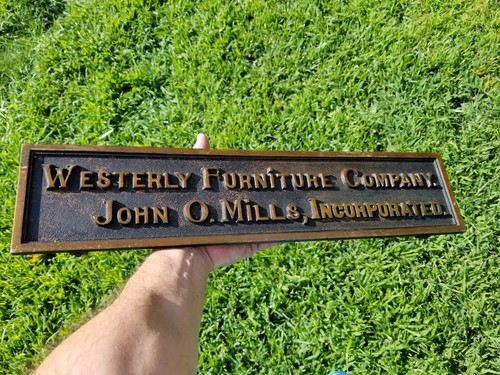 Westerly Furniture Company.
John O. Mills, Incorporated.